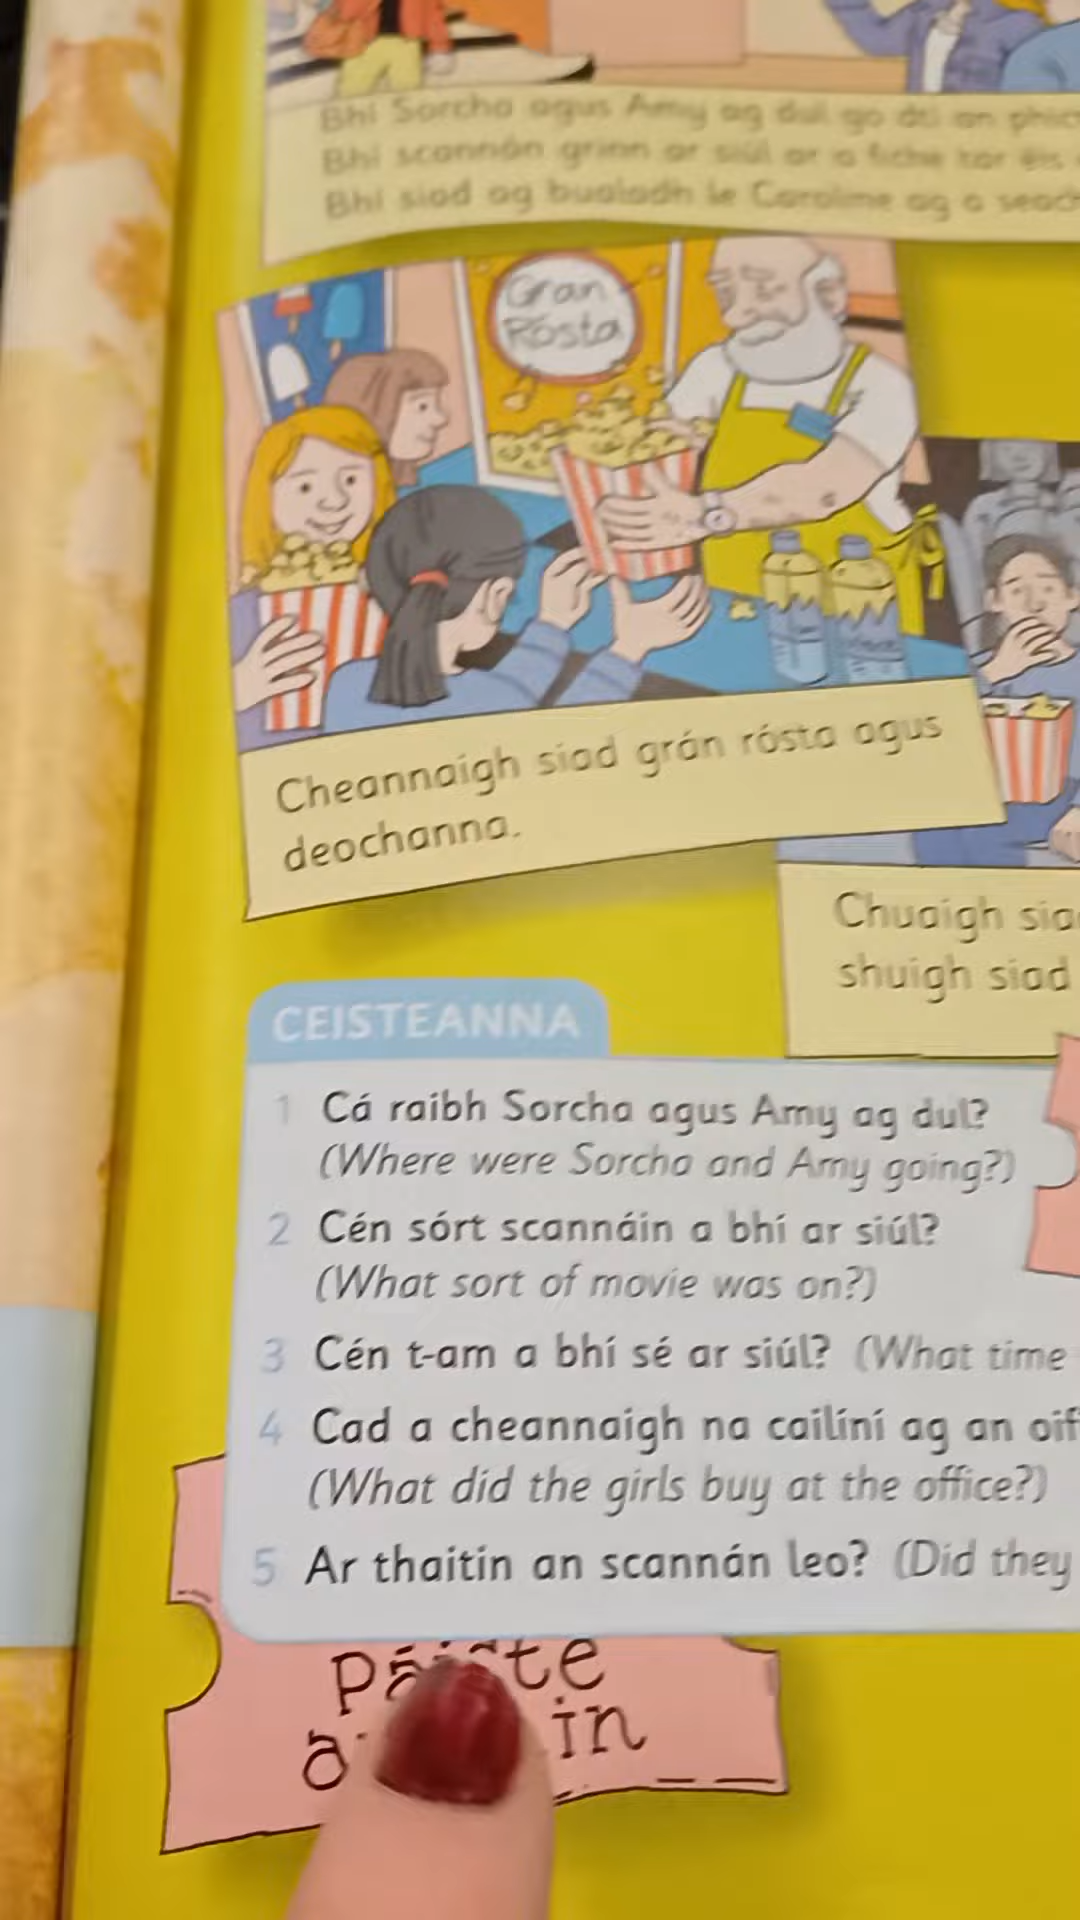 Bhí Sorcha agus Amy ag dul go dtí an
Bhí scannán grinn ar siúl ar a fiche tar éis
Bhí siad ag bualadh le Caroline ag a
Gran
Rósta
Cheannaigh siad grán rósta agus
deochanna.
Chuaigh
shuigh siad
CEISTEANNA
1 Cá raibh Sorcha agus Amy ag dul?
(Where were Sorcha and Amy going?)
2 Cén sórt scannáin a bhí ar siúl?
(What sort of movie was on?)
3 Cén t-am a bhí sé ar siúl? (What time
4 Cad a cheannaigh na cailíní ag an
(What did the girls buy at the office?)
5 Ar thaitin an scannán leo? (Did they